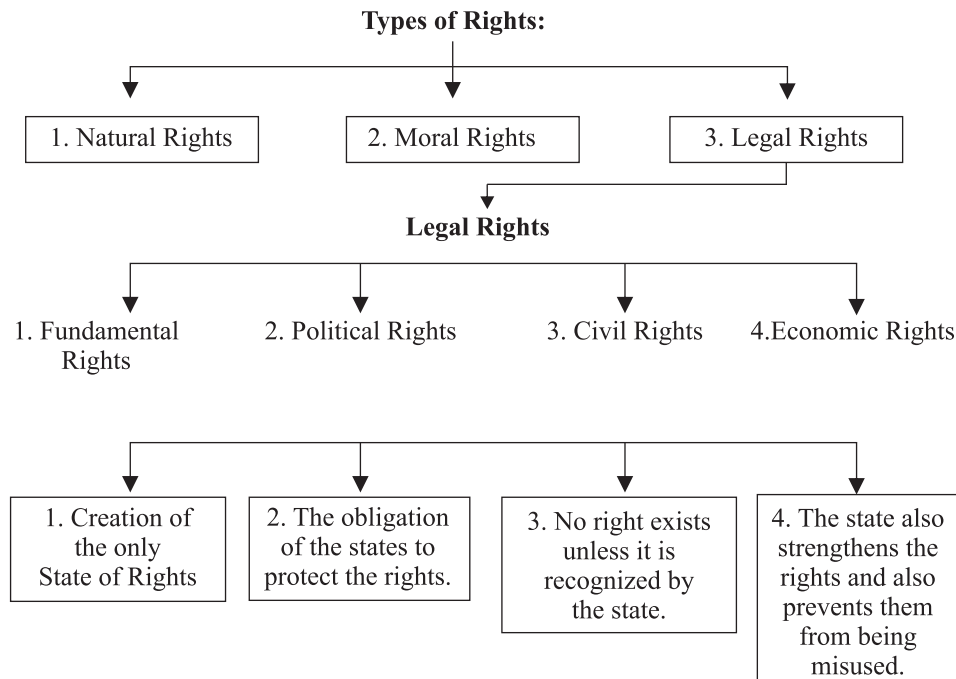 Types of Rights:
1. Natural Rights
2. Moral Rights
3. Legal Rights
Legal Rights
1. Fundamental
Rights
2. Political Rights
3. Civil Rights
4.Economic Rights
1. Creation of
the only
State of Rights
2. The obligation
of the states to
protect the rights.
3. No right exists
unless it is
recognized by
the state.
4. The state also
strengthens the
rights and also
prevents them
from being
misused.